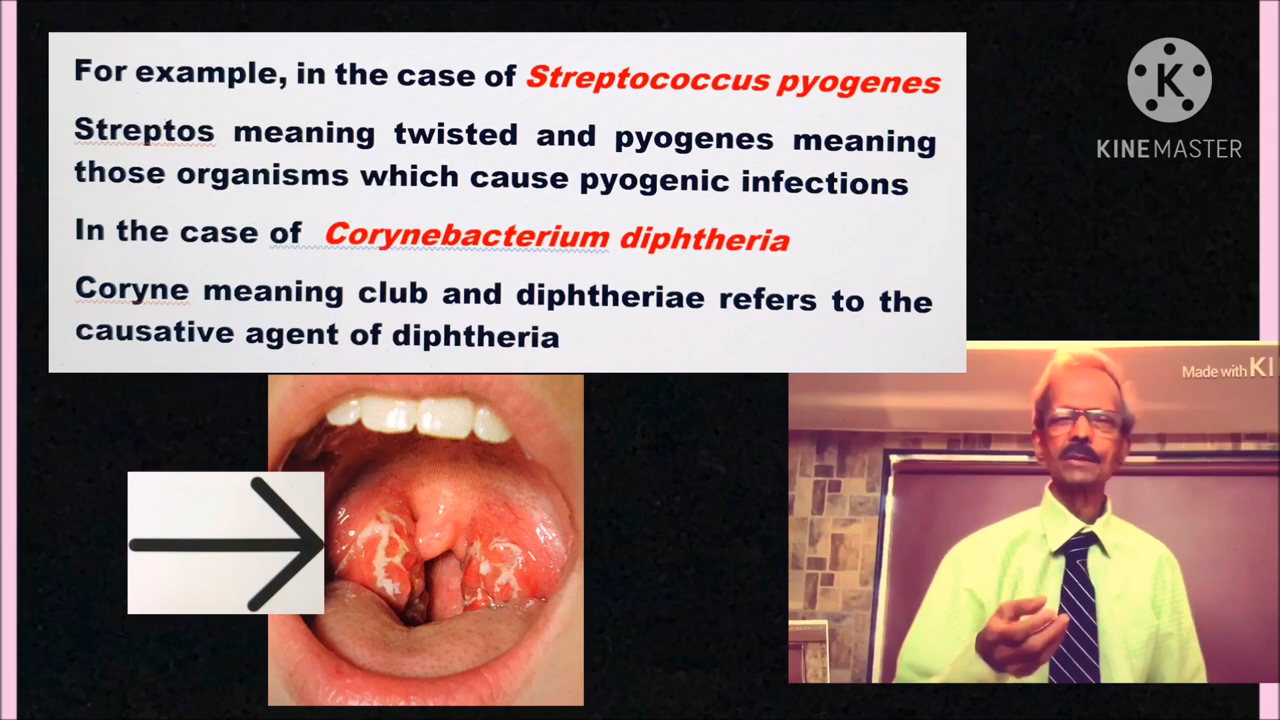 For example, in the case of Streptococcus pyogenes
Streptos meaning twisted and pyogenes meaning
those organisms which cause pyogenic infections
In the case of Corynebacterium diphtheria
Coryne meaning club and diphtheriae refers to the
causative agent of diphtheria
K
KINEMASTER
Made with KI